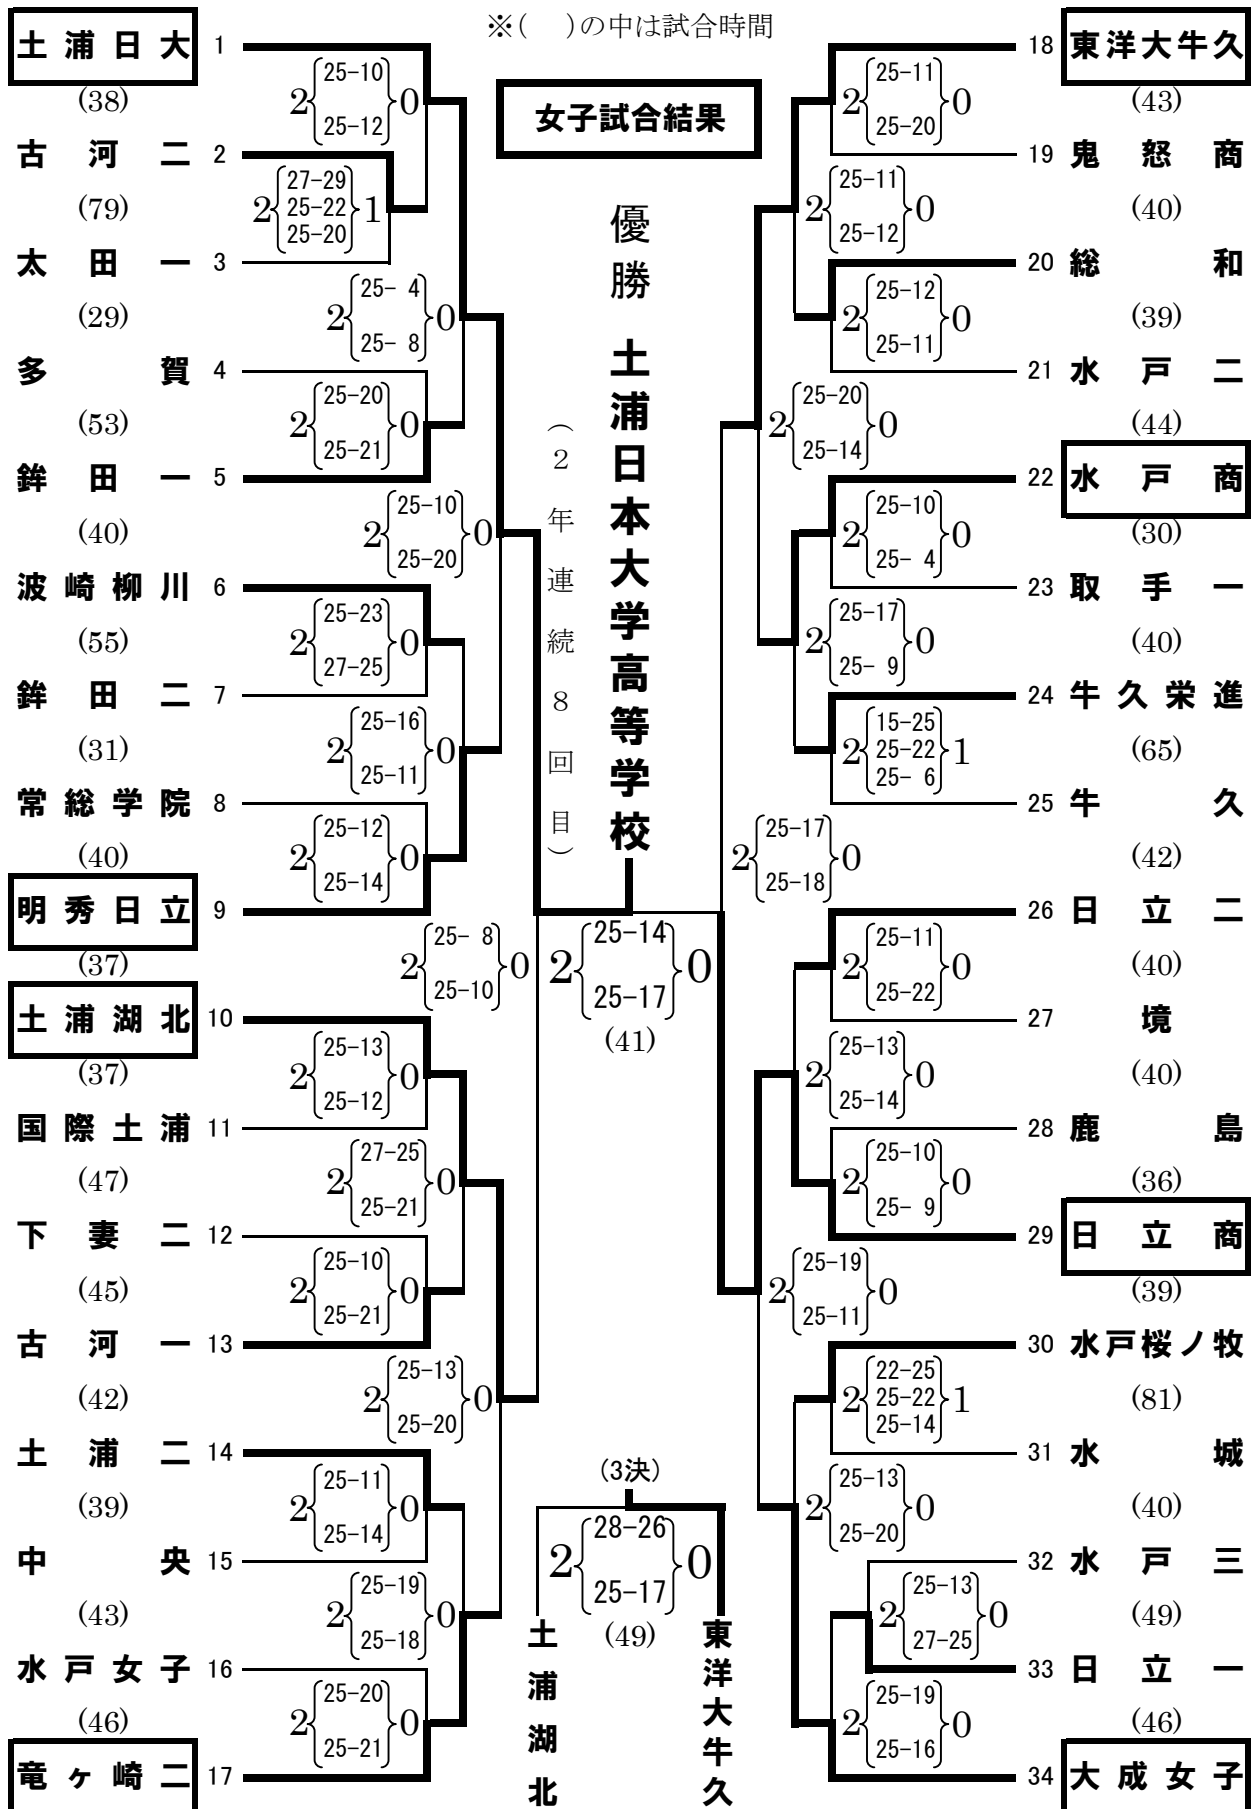 ※(　)の中は試合時間
女子試合結果
優勝 土浦日本大学高等学校
（2年連続8回目）
土浦日大 1
(38)
2 25-10 25-12 0
古河二 2
(79)
2 27-29 25-22 25-20 1
太田一 3
(29)
2 25- 4 25- 8 0
多賀 4
(53)
2 25-20 25-21 0
鉾田一 5
(40)
2 25-10 25-20 0
波崎柳川 6
(55)
2 25-23 27-25 0
鉾田二 7
(31)
2 25-16 25-11 0
常総学院 8
(40)
2 25-12 25-14 0
明秀日立 9
(37)
2 25- 8 25-10 0
土浦湖北 10
(37)
2 25-13 25-12 0
国際土浦 11
(47)
2 27-25 25-21 0
下妻二 12
(45)
2 25-10 25-21 0
古河一 13
(42)
2 25-13 25-20 0
土浦二 14
(39)
2 25-11 25-14 0
中央 15
(43)
2 25-19 25-18 0
水戸女子 16
(46)
2 25-20 25-21 0
竜ヶ崎二 17
2 25-14 25-17 0
(41)
(3決)
2 28-26 25-17 0
(49)
土浦湖北
東洋大牛久
18 東洋大牛久
(43)
2 25-11 25-20 0
19 鬼怒商
(40)
2 25-11 25-12 0
20 総和
(39)
2 25-12 25-11 0
21 水戸二
(44)
2 25-20 25-14 0
22 水戸商
(30)
2 25-10 25- 4 0
23 取手一
(40)
2 25-17 25- 9 0
24 牛久栄進
(65)
2 15-25 25-22 25- 6 1
25 牛久
(42)
2 25-17 25-18 0
26 日立二
(40)
2 25-11 25-22 0
27 境
(40)
2 25-13 25-14 0
28 鹿島
(36)
2 25-10 25- 9 0
29 日立商
(39)
2 25-19 25-11 0
30 水戸桜ノ牧
(81)
2 22-25 25-22 25-14 1
31 水城
(40)
2 25-13 25-20 0
32 水戸三
(49)
2 25-13 27-25 0
33 日立一
(46)
2 25-19 25-16 0
34 大成女子